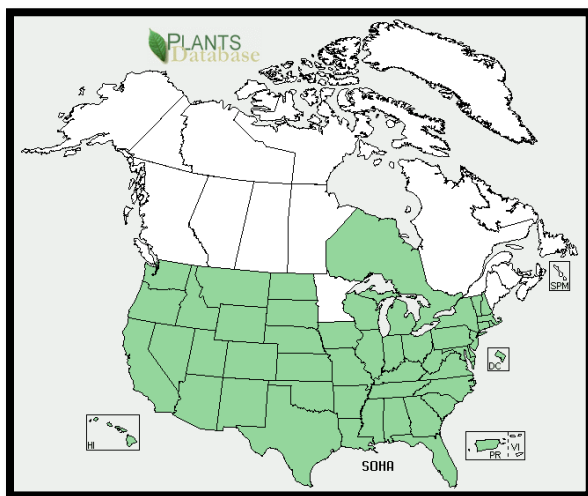 PLANTS
Database
SPM
DC
HI
PR
VI
SOHA